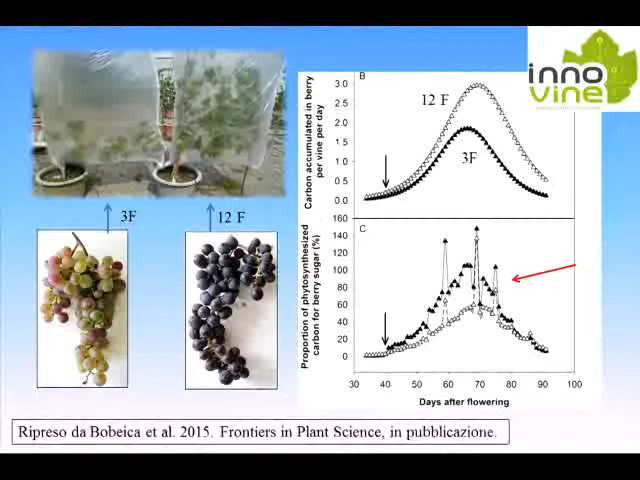 inno
vine
3F
12 F
B
Carbon accumulated in berry
per vine per day
3.0
2.5
2.0
1.5
1.0
0.5
0.0
12 F
3F
C
Proportion of phytosynthesized
carbon for berry sugar (%)
160
140
120
100
80
60
40
20
0
30 40 50 60 70 80 90 100
Days after flowering
Ripreso da Bobeica et al. 2015. Frontiers in Plant Science, in pubblicazione.